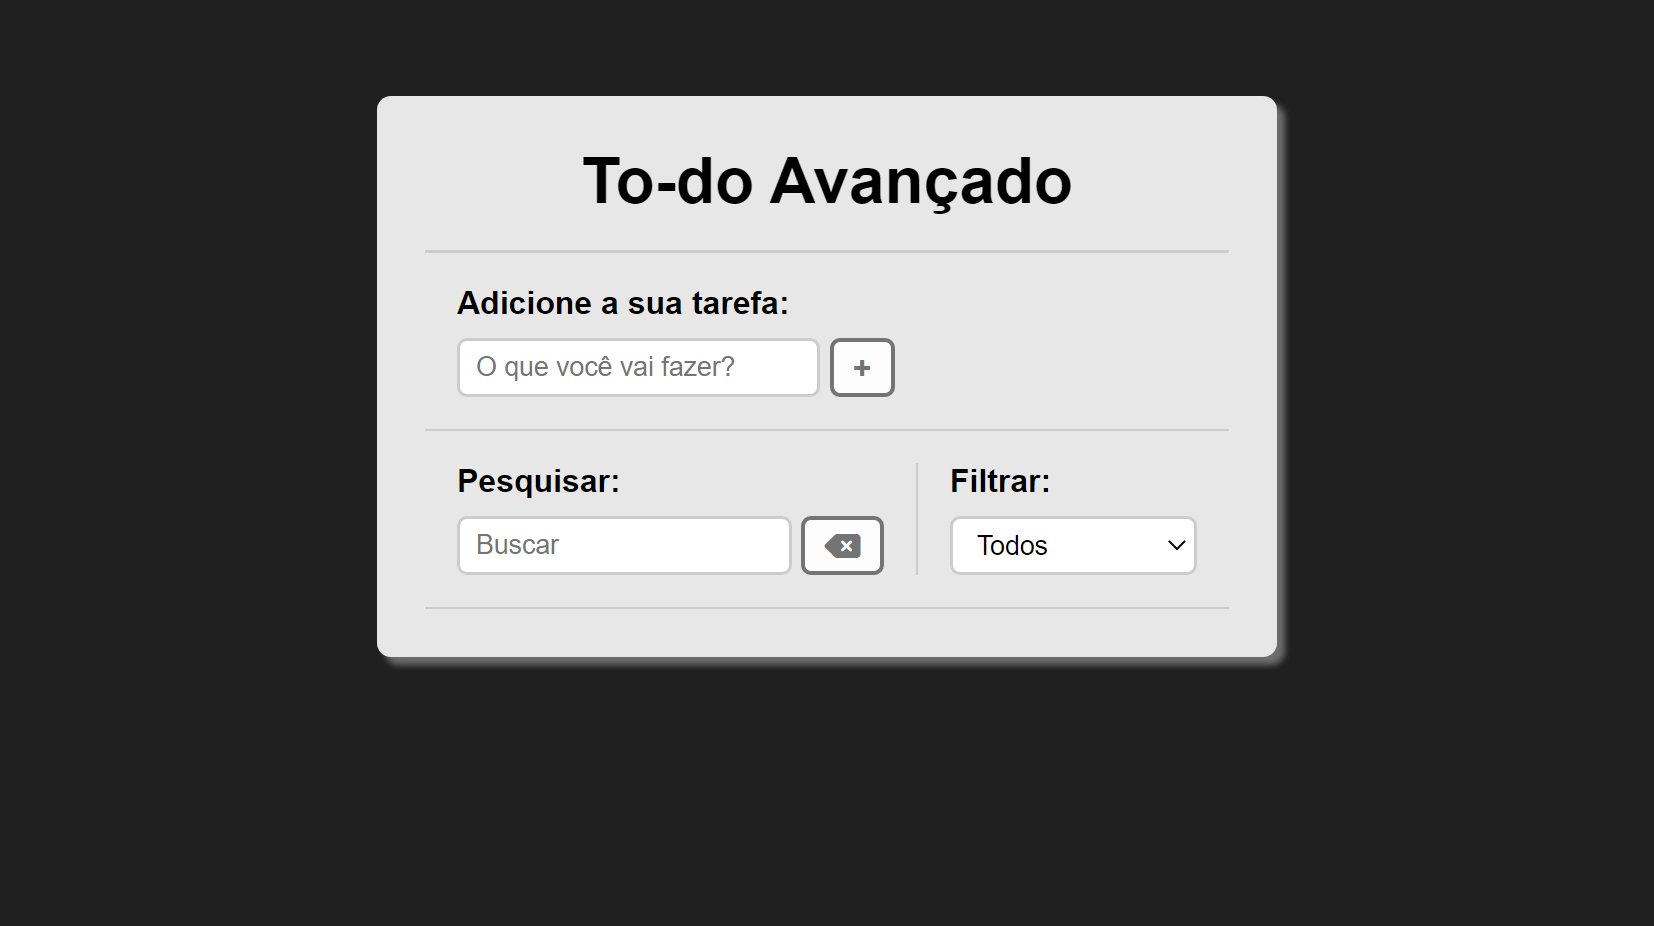 To-do Avançado
Adicione a sua tarefa:
O que você vai fazer?
+
Pesquisar:
Buscar
Filtrar:
Todos